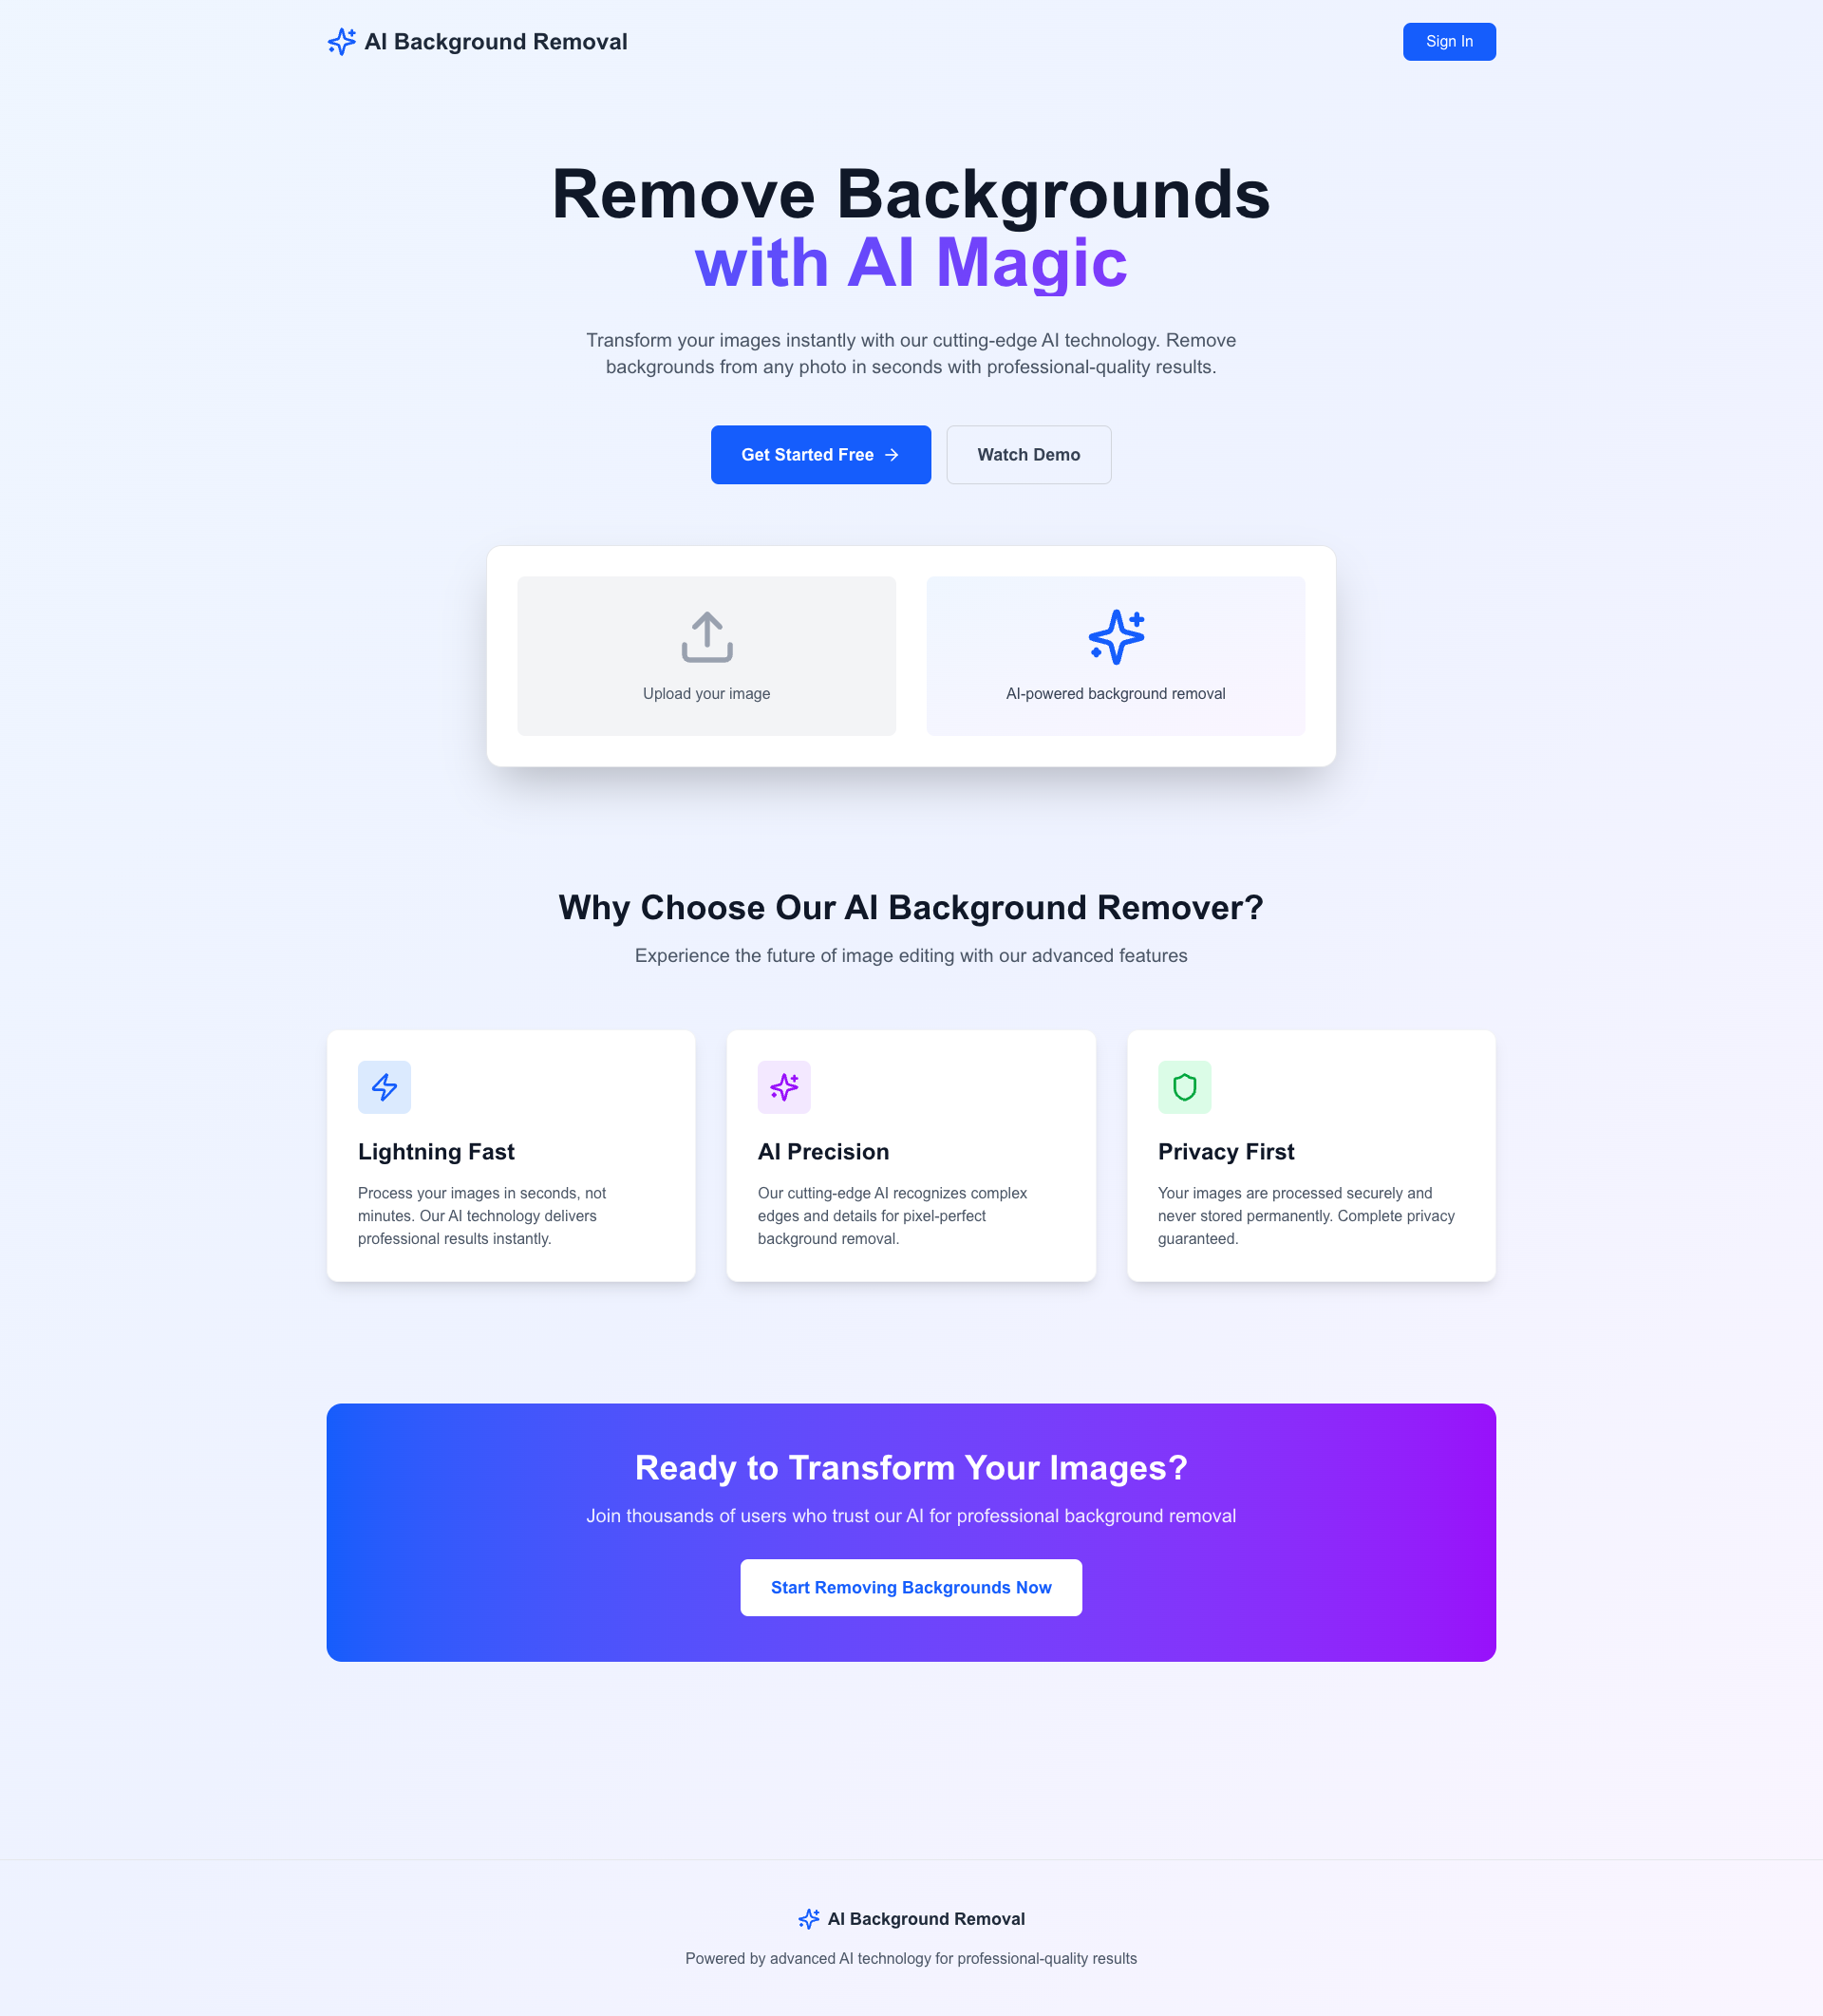 AI Background Removal
Sign In
Remove Backgrounds
with AI Magic
Transform your images instantly with our cutting-edge AI technology. Remove
backgrounds from any photo in seconds with professional-quality results.
Get Started Free
Watch Demo
Upload your image
AI-powered background removal
Why Choose Our AI Background Remover?
Experience the future of image editing with our advanced features
Lightning Fast
Process your images in seconds, not
minutes. Our AI technology delivers
professional results instantly.
AI Precision
Our cutting-edge AI recognizes complex
edges and details for pixel-perfect
background removal.
Privacy First
Your images are processed securely and
never stored permanently. Complete privacy
guaranteed.
Ready to Transform Your Images?
Join thousands of users who trust our AI for professional background removal
Start Removing Backgrounds Now
AI Background Removal
Powered by advanced AI technology for professional-quality results